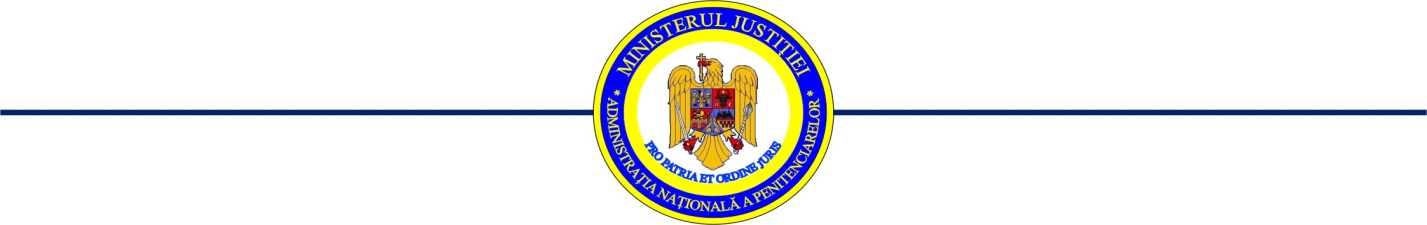 MINISTERUL JUSTIȚIEI
* ADMINISTRAȚIA NAȚIONALĂ A PENITENCIARELOR *
PRO PATRIA ET ORDINE JURIS